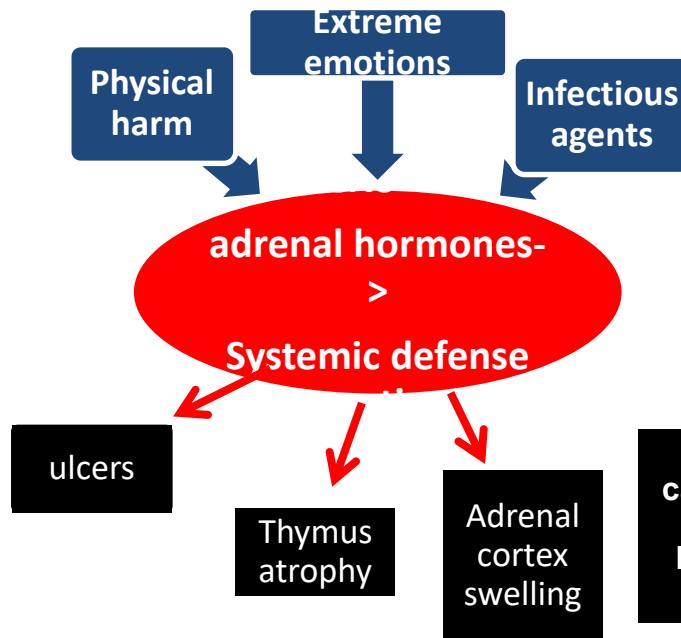 Extreme
emotions
Physical
harm
Infectious
agents
adrenal hormones-
>
Systemic defense
ulcers
Thymus
atrophy
Adrenal
cortex
swelling